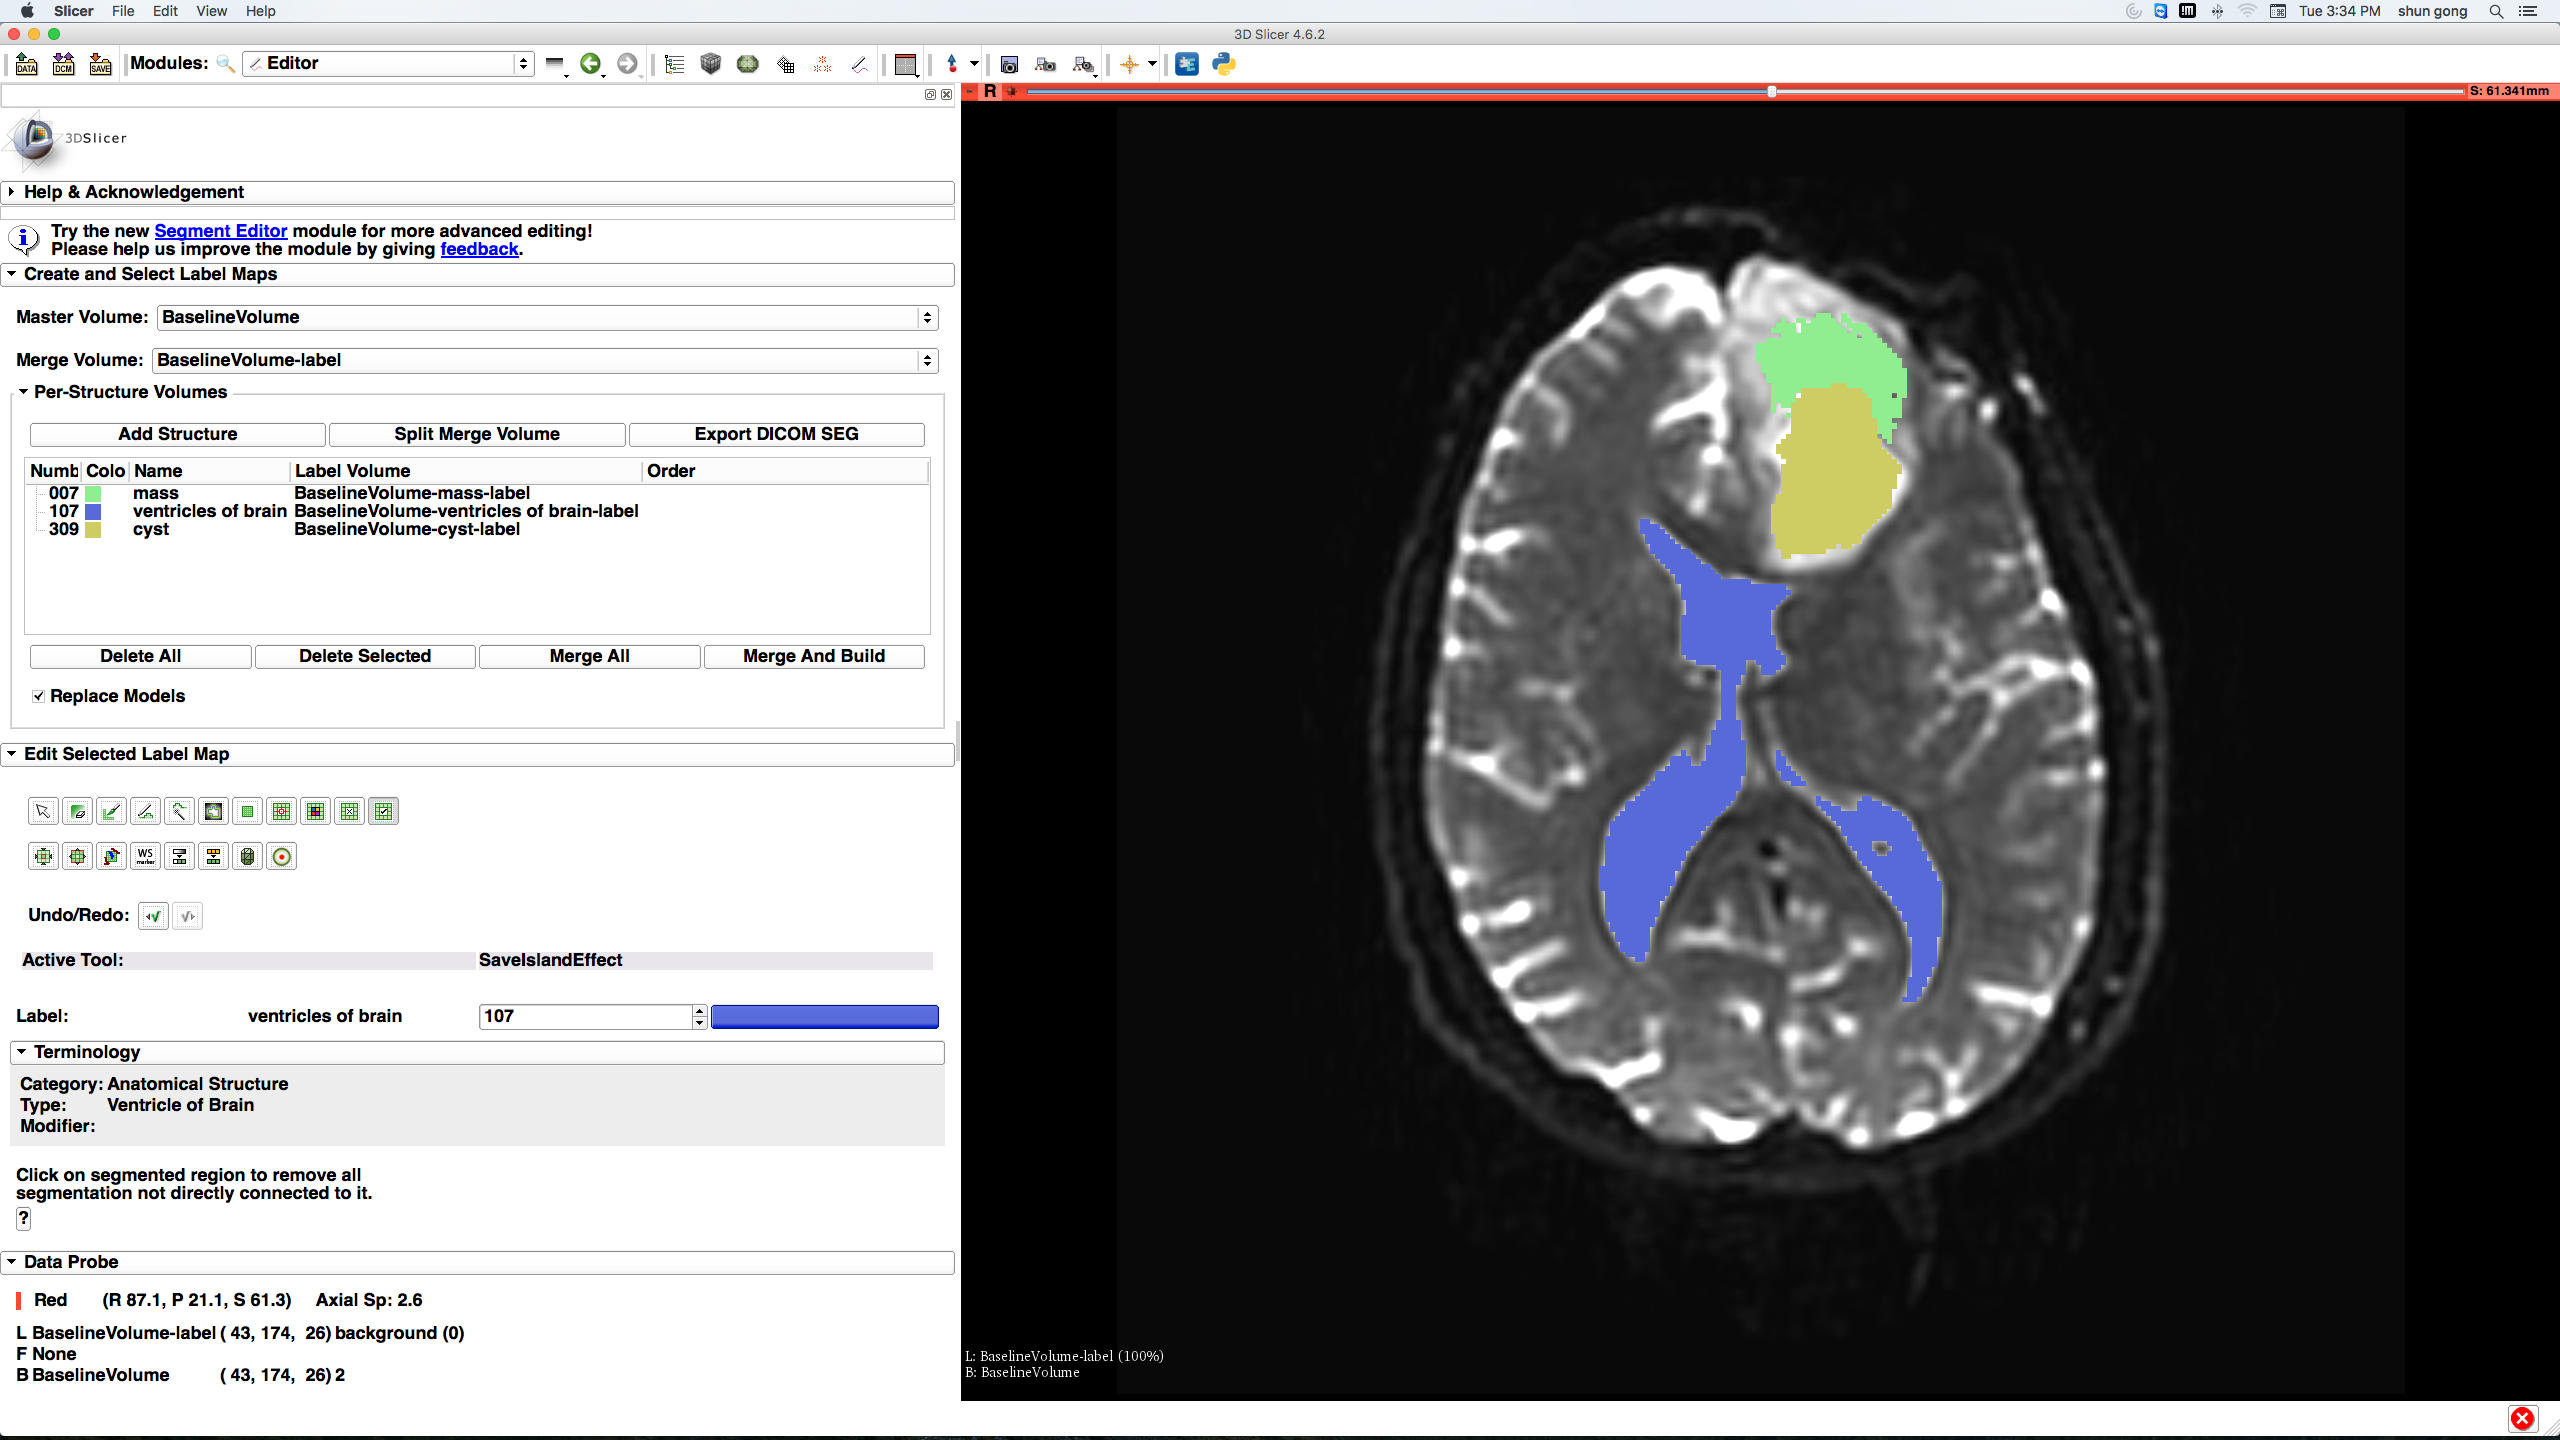 Slicer File Edit View Help Tue 3:34 PM shun gong
3D Slicer 4.6.2
DATA DCM SAVE Modules: Editor
R S: 61.341mm
3DSlicer
Help & Acknowledgement
Try the new Segment Editor module for more advanced editing!
Please help us improve the module by giving feedback.
Create and Select Label Maps
Master Volume: BaselineVolume
Merge Volume: BaselineVolume-label
Per-Structure Volumes
Add Structure Split Merge Volume Export DICOM SEG
Numb Colo Name Label Volume Order
007 mass BaselineVolume-mass-label
107 ventricles of brain BaselineVolume-ventricles of brain-label
309 cyst BaselineVolume-cyst-label
Delete All Delete Selected Merge All Merge And Build
Replace Models
Edit Selected Label Map
WS
marker
Undo/Redo:
Active Tool: SaveIslandEffect
Label: ventricles of brain 107
Terminology
Category: Anatomical Structure
Type: Ventricle of Brain
Modifier:
Click on segmented region to remove all
segmentation not directly connected to it.
?
Data Probe
Red (R 87.1, P 21.1, S 61.3) Axial Sp: 2.6
L BaselineVolume-label ( 43, 174, 26) background (0)
F None
B BaselineVolume ( 43, 174, 26) 2
L: BaselineVolume-label (100%)
B: BaselineVolume